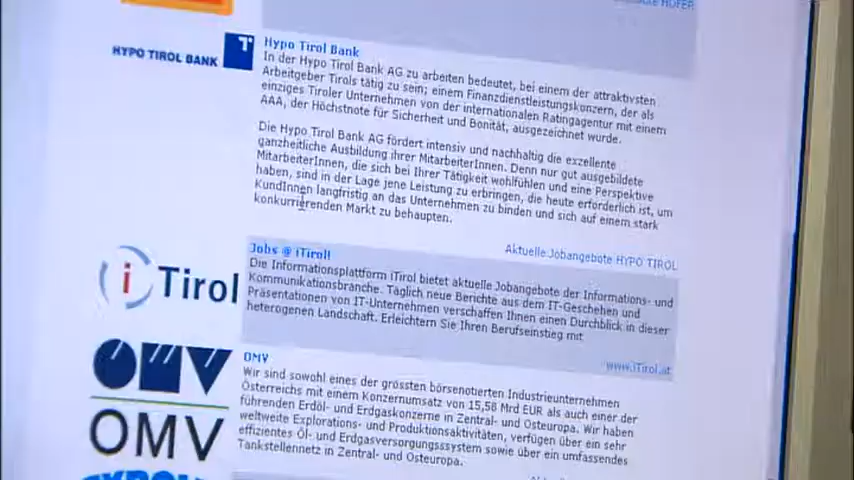 HOFER
HYPO TIROL BANK
Hypo Tirol Bank
In der Hypo Tirol Bank AG zu arbeiten bedeutet, bei einem der attraktivsten
Arbeitgeber Tirols tätig zu sein; einem Finanzdienstleistungskonzern, der als
einziges Tiroler Unternehmen von der internationalen Ratingagentur mit einem
AAA, der Höchstnote für Sicherheit und Bonität, ausgezeichnet wurde.
Die Hypo Tirol Bank AG fördert intensiv und nachhaltig die exzellente
ganzheitliche Ausbildung ihrer MitarbeiterInnen. Denn nur gut ausgebildete
MitarbeiterInnen, die sich bei Ihrer Tätigkeit wohlfühlen und eine Perspektive
haben, sind in der Lage jene Leistung zu erbringen, die heute erforderlich ist, um
KundInnen langfristig an das Unternehmen zu binden und sich auf einem stark
konkurrierenden Markt zu behaupten.
Aktuelle Jobangebote HYPO TIROL
iTirol
Jobs @ iTirol!
Die Informationsplattform iTirol bietet aktuelle Jobangebote der Informations- und
Kommunikationsbranche. Täglich neue Berichte aus dem IT-Geschehen und
Präsentationen von IT-Unternehmen verschaffen Ihnen einen Durchblick in dieser
heterogenen Landschaft. Erleichtern Sie Ihren Berufseinstieg mit
www.iTirol.at
OMV
OMV
OMV
Wir sind sowohl eines der grössten börsenotierten Industrieunternehmen
Österreichs mit einem Konzernumsatz von 15,58 Mrd EUR als auch einer der
führenden Erdöl- und Erdgaskonzerne in Zentral- und Osteuropa. Wir haben
weltweite Explorations- und Produktionsaktivitäten, verfügen über ein sehr
effizientes Öl- und Erdgasversorgungssystem sowie über ein umfassendes
Tankstellennetz in Zentral- und Osteuropa.